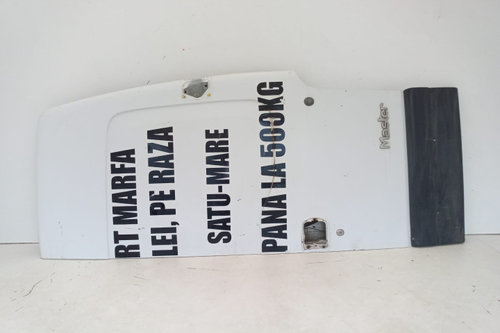 RT MARFA
LEI, PE RAZA
SATU-MARE
PANA LA 500KG
Master